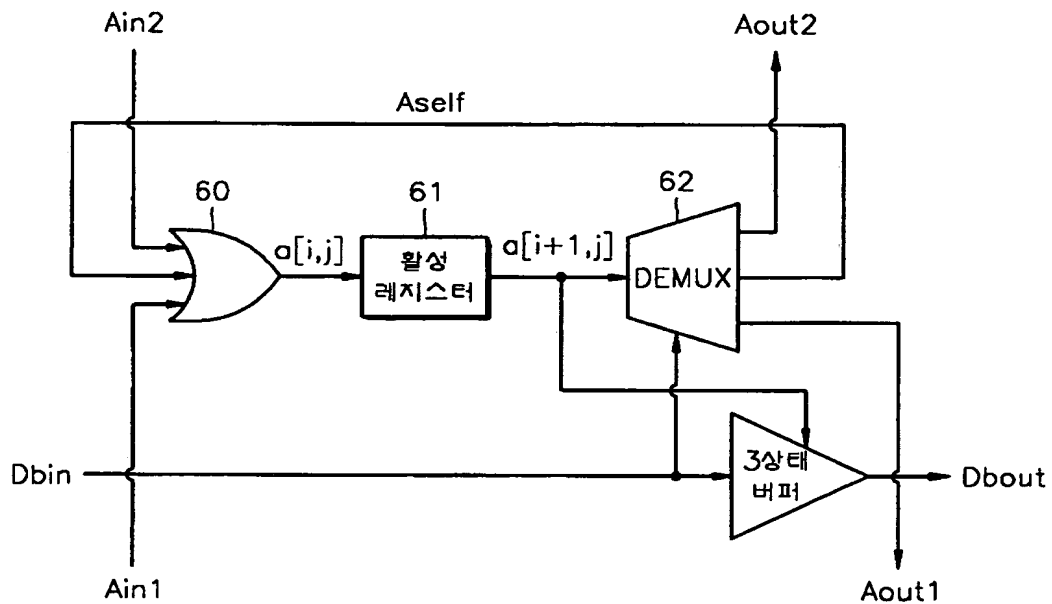 Ain2
Aout2
Aself
60
61
62
a[i,j]
활성
레지스터
a[i+1,j]
DEMUX
Dbin
3상태
버퍼
Dbout
Ain1
Aout1